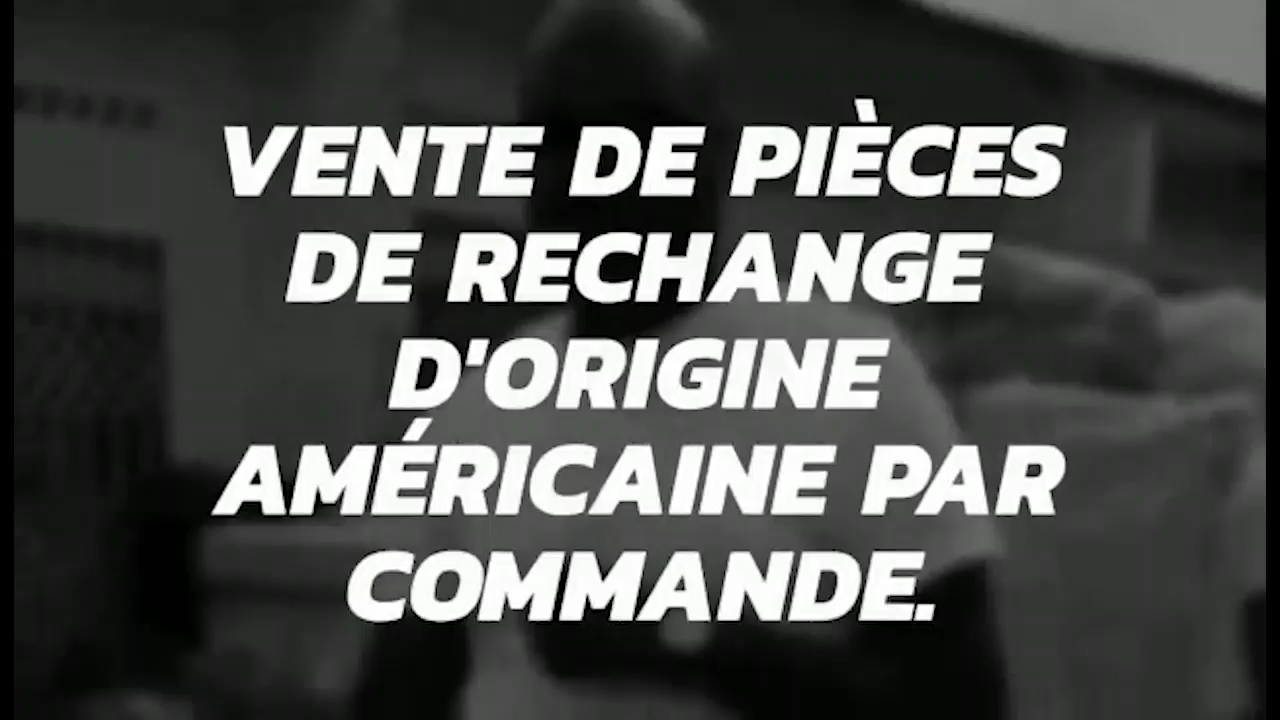 VENTE DE PIÈCES
DE RECHANGE
D'ORIGINE
AMÉRICAINE PAR
COMMANDE.